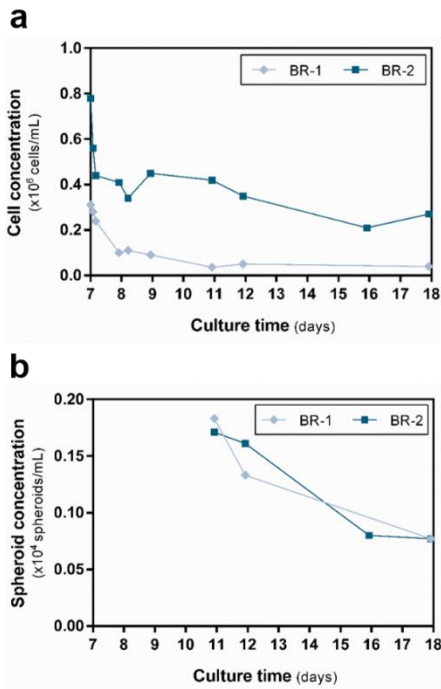 a
BR-1 BR-2
1.0
0.8
0.6
0.4
0.2
0.0
Cell concentration
(x10⁶ cells/mL)
7 8 9 10 11 12 13 14 15 16 17 18
Culture time (days)
b
BR-1 BR-2
0.20
0.15
0.10
0.05
0.00
Spheroid concentration
(x10⁴ spheroids/mL)
7 8 9 10 11 12 13 14 15 16 17 18
Culture time (days)